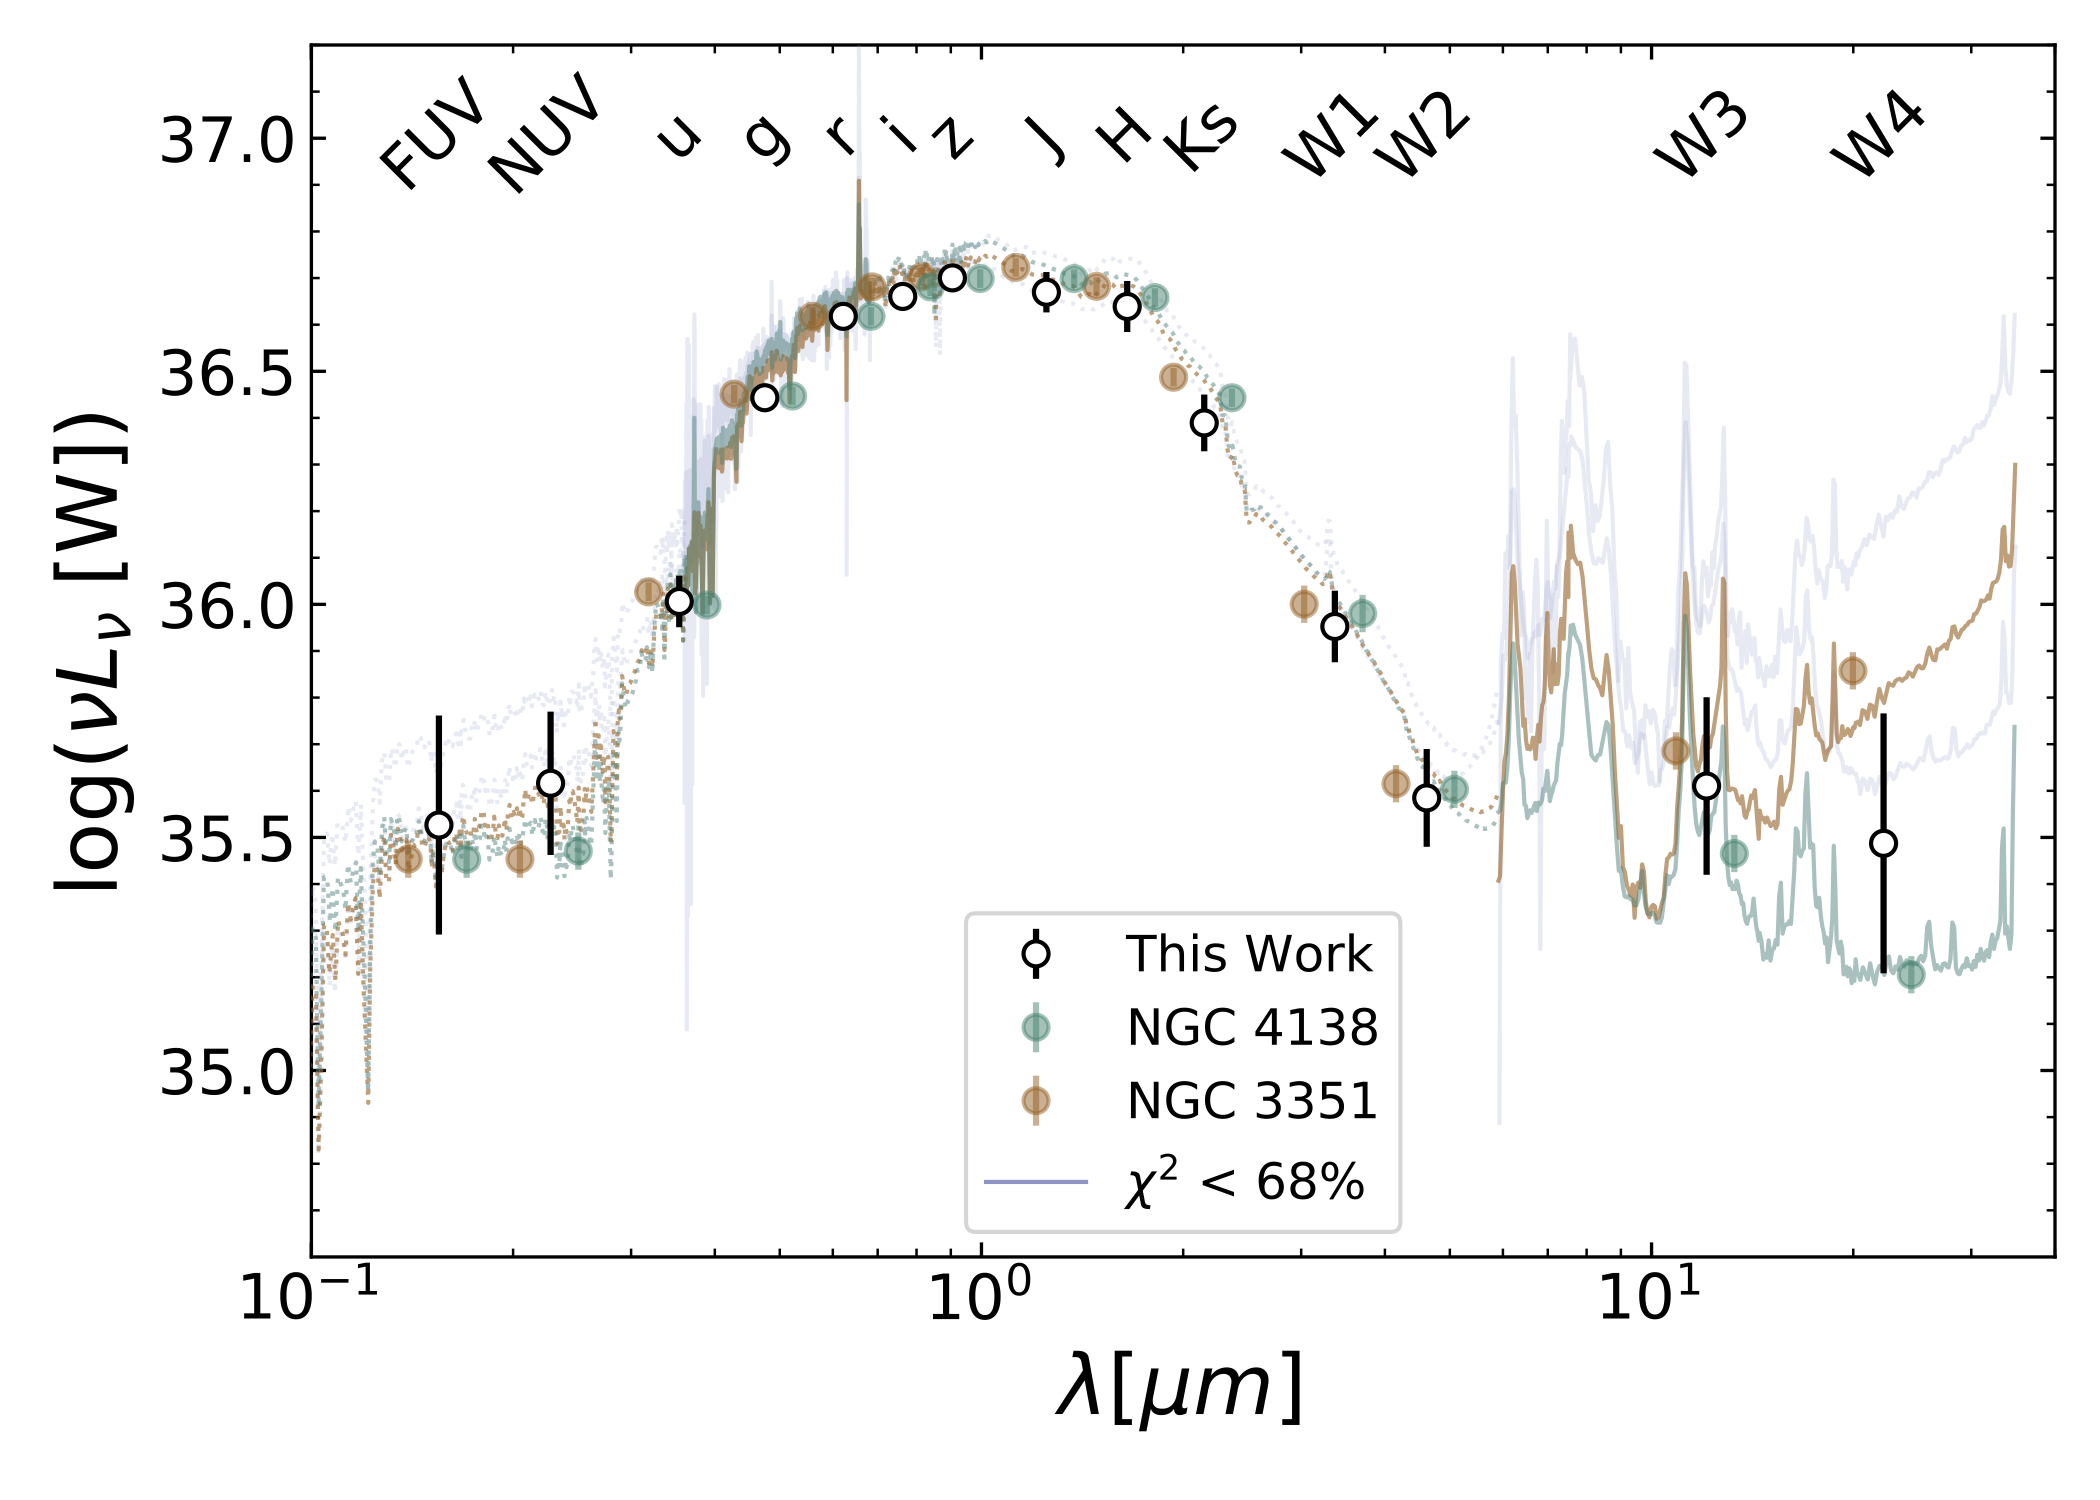 FUV NUV u g r i z J H Ks W1 W2 W3 W4
37.0
36.5
36.0
35.5
35.0
log(νLν [W])
This Work
NGC 4138
NGC 3351
χ² < 68%
10⁻¹ 10⁰ 10¹
λ[μm]